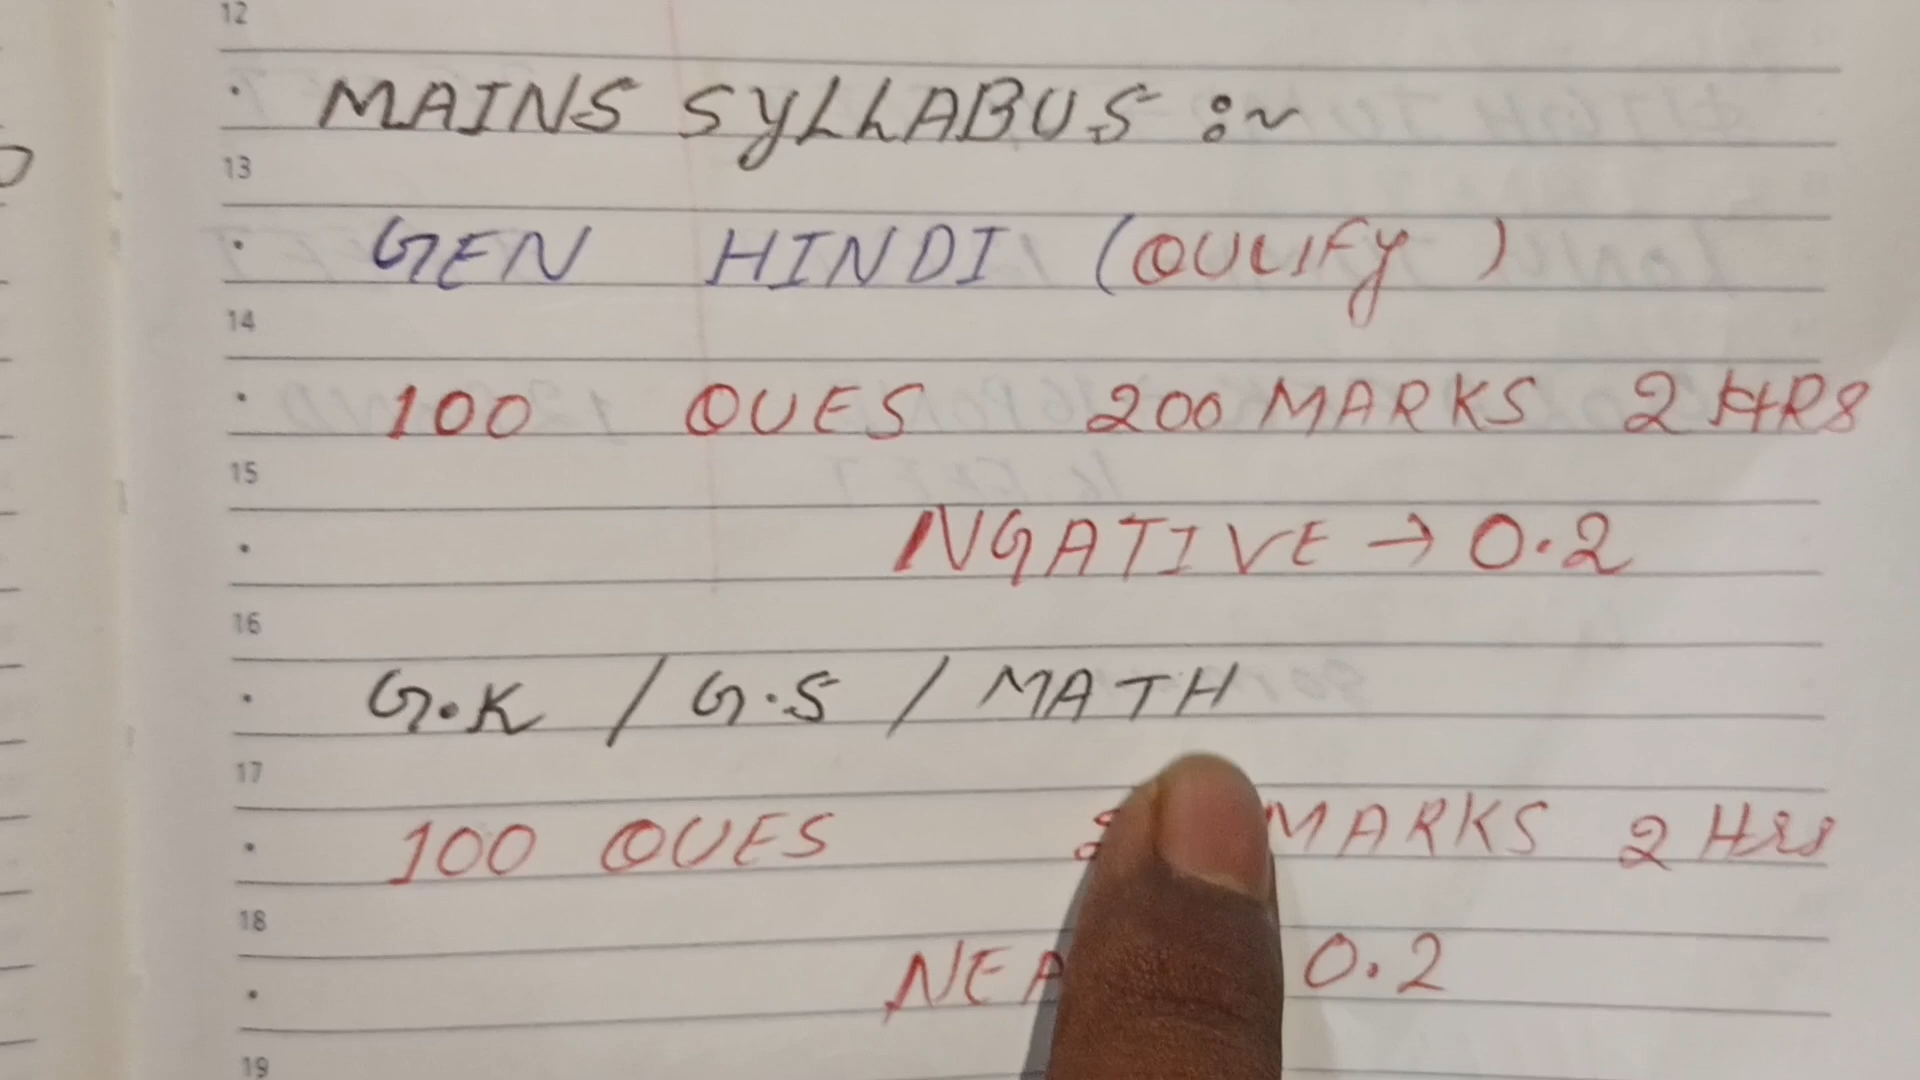 12
MAINS SYLLABUS :~
13
GEN HINDI (QULIFY)
14
100 QUES 200 MARKS 2 HRS
15
NGATIVE → 0.2
16
G.K / G.S / MATH
17
100 QUES MARKS 2 Hrs
18
0.2
19